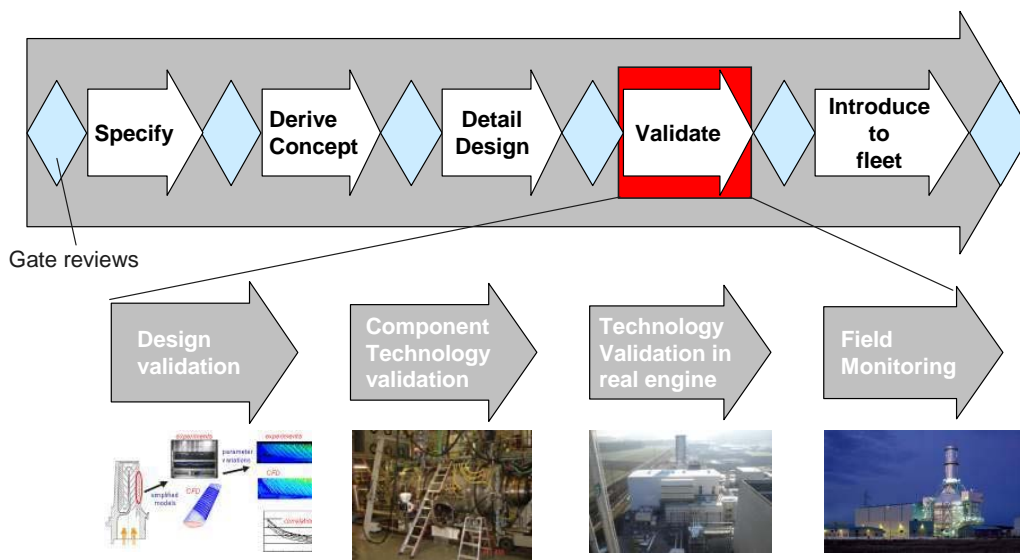 Specify
Derive
Concept
Detail
Design
Validate
Introduce
to
fleet
Gate reviews
Design
validation
Component
Technology
validation
Technology
Validation in
real engine
Field
Monitoring
experiments
experiments
parameter
variations
CFD
CFD
simplified
models